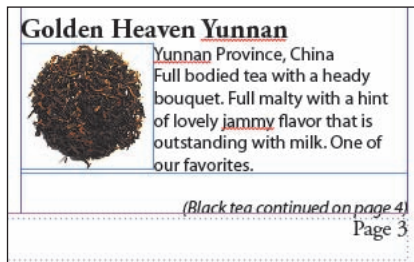 Golden Heaven Yunnan
Yunnan Province, China
Full bodied tea with a heady
bouquet. Full malty with a hint
of lovely jammy flavor that is
outstanding with milk. One of
our favorites.
(Black tea continued on page 4)
Page 3